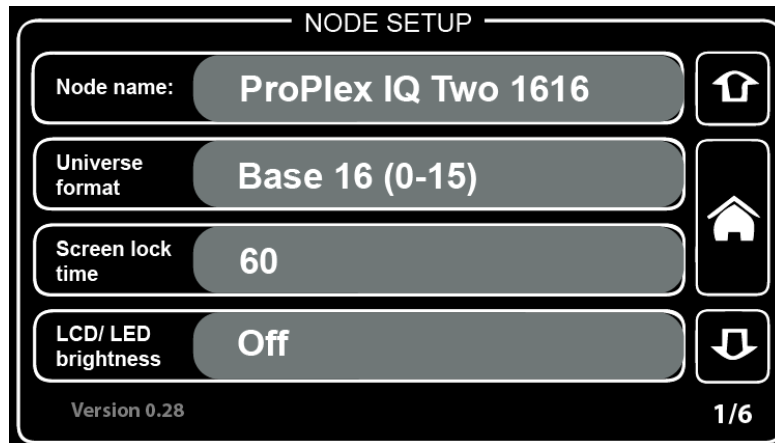 NODE SETUP
Node name:
ProPlex IQ Two 1616
Universe
format
Base 16 (0-15)
Screen lock
time
60
LCD/ LED
brightness
Off
Version 0.28
1/6